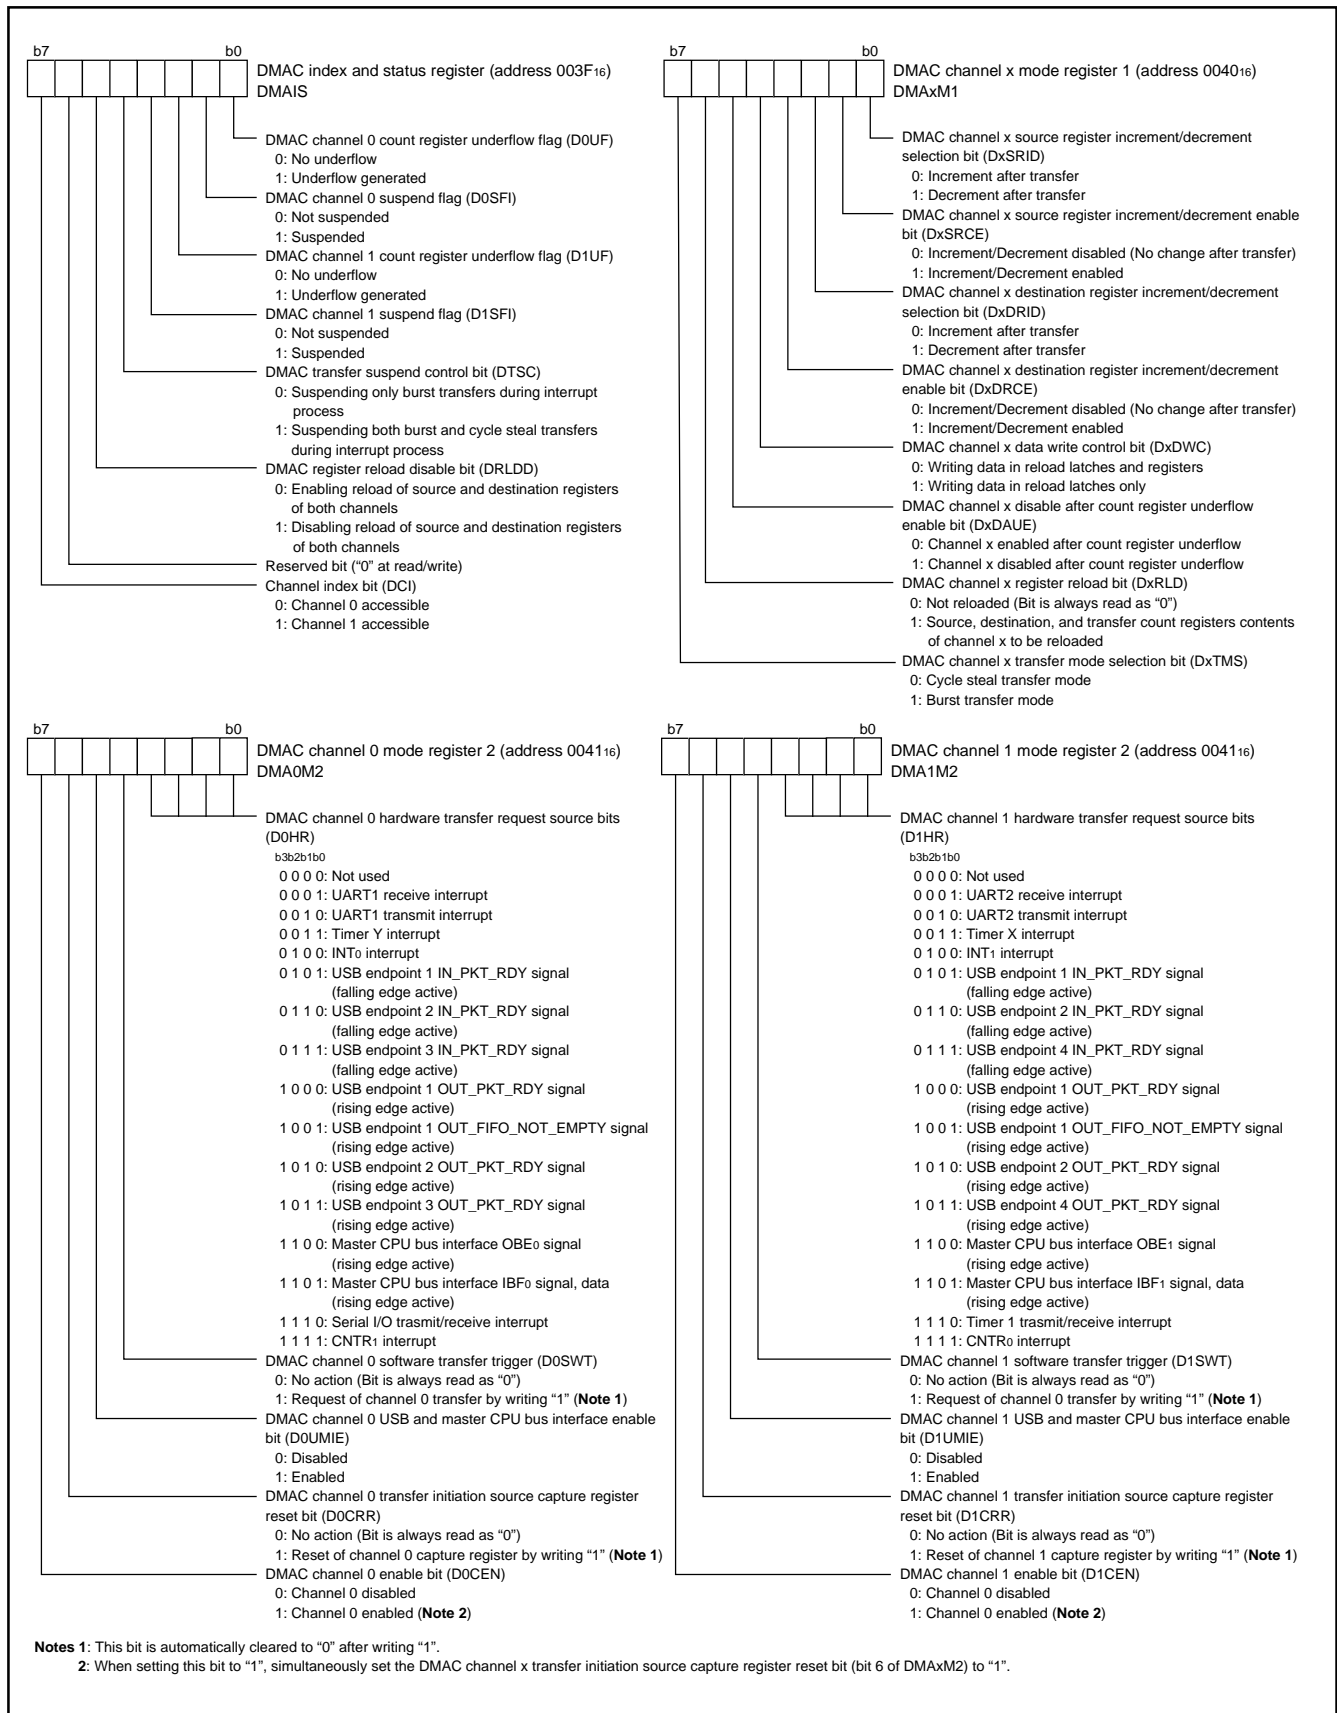 b7 b0
DMAC index and status register (address 003F16)
DMAIS
DMAC channel 0 count register underflow flag (D0UF)
0: No underflow
1: Underflow generated
DMAC channel 0 suspend flag (D0SFI)
0: Not suspended
1: Suspended
DMAC channel 1 count register underflow flag (D1UF)
0: No underflow
1: Underflow generated
DMAC channel 1 suspend flag (D1SFI)
0: Not suspended
1: Suspended
DMAC transfer suspend control bit (DTSC)
0: Suspending only burst transfers during interrupt
process
1: Suspending both burst and cycle steal transfers
during interrupt process
DMAC register reload disable bit (DRLDD)
0: Enabling reload of source and destination registers
of both channels
1: Disabling reload of source and destination registers
of both channels
Reserved bit (“0” at read/write)
Channel index bit (DCI)
0: Channel 0 accessible
1: Channel 1 accessible
b7 b0
DMAC channel x mode register 1 (address 004016)
DMAxM1
DMAC channel x source register increment/decrement
selection bit (DxSRID)
0: Increment after transfer
1: Decrement after transfer
DMAC channel x source register increment/decrement enable
bit (DxSRCE)
0: Increment/Decrement disabled (No change after transfer)
1: Increment/Decrement enabled
DMAC channel x destination register increment/decrement
selection bit (DxDRID)
0: Increment after transfer
1: Decrement after transfer
DMAC channel x destination register increment/decrement
enable bit (DxDRCE)
0: Increment/Decrement disabled (No change after transfer)
1: Increment/Decrement enabled
DMAC channel x data write control bit (DxDWC)
0: Writing data in reload latches and registers
1: Writing data in reload latches only
DMAC channel x disable after count register underflow
enable bit (DxDAUE)
0: Channel x enabled after count register underflow
1: Channel x disabled after count register underflow
DMAC channel x register reload bit (DxRLD)
0: Not reloaded (Bit is always read as “0”)
1: Source, destination, and transfer count registers contents
of channel x to be reloaded
DMAC channel x transfer mode selection bit (DxTMS)
0: Cycle steal transfer mode
1: Burst transfer mode
b7 b0
DMAC channel 0 mode register 2 (address 004116)
DMA0M2
DMAC channel 0 hardware transfer request source bits
(D0HR)
b3b2b1b0
0 0 0 0: Not used
0 0 0 1: UART1 receive interrupt
0 0 1 0: UART1 transmit interrupt
0 0 1 1: Timer Y interrupt
0 1 0 0: INT0 interrupt
0 1 0 1: USB endpoint 1 IN_PKT_RDY signal
(falling edge active)
0 1 1 0: USB endpoint 2 IN_PKT_RDY signal
(falling edge active)
0 1 1 1: USB endpoint 3 IN_PKT_RDY signal
(falling edge active)
1 0 0 0: USB endpoint 1 OUT_PKT_RDY signal
(rising edge active)
1 0 0 1: USB endpoint 1 OUT_FIFO_NOT_EMPTY signal
(rising edge active)
1 0 1 0: USB endpoint 2 OUT_PKT_RDY signal
(rising edge active)
1 0 1 1: USB endpoint 3 OUT_PKT_RDY signal
(rising edge active)
1 1 0 0: Master CPU bus interface OBE0 signal
(rising edge active)
1 1 0 1: Master CPU bus interface IBF0 signal, data
(rising edge active)
1 1 1 0: Serial I/O trasmit/receive interrupt
1 1 1 1: CNTR1 interrupt
DMAC channel 0 software transfer trigger (D0SWT)
0: No action (Bit is always read as “0”)
1: Request of channel 0 transfer by writing “1” (Note 1)
DMAC channel 0 USB and master CPU bus interface enable
bit (D0UMIE)
0: Disabled
1: Enabled
DMAC channel 0 transfer initiation source capture register
reset bit (D0CRR)
0: No action (Bit is always read as “0”)
1: Reset of channel 0 capture register by writing “1” (Note 1)
DMAC channel 0 enable bit (D0CEN)
0: Channel 0 disabled
1: Channel 0 enabled (Note 2)
b7 b0
DMAC channel 1 mode register 2 (address 004116)
DMA1M2
DMAC channel 1 hardware transfer request source bits
(D1HR)
b3b2b1b0
0 0 0 0: Not used
0 0 0 1: UART2 receive interrupt
0 0 1 0: UART2 transmit interrupt
0 0 1 1: Timer X interrupt
0 1 0 0: INT1 interrupt
0 1 0 1: USB endpoint 1 IN_PKT_RDY signal
(falling edge active)
0 1 1 0: USB endpoint 2 IN_PKT_RDY signal
(falling edge active)
0 1 1 1: USB endpoint 4 IN_PKT_RDY signal
(falling edge active)
1 0 0 0: USB endpoint 1 OUT_PKT_RDY signal
(rising edge active)
1 0 0 1: USB endpoint 1 OUT_FIFO_NOT_EMPTY signal
(rising edge active)
1 0 1 0: USB endpoint 2 OUT_PKT_RDY signal
(rising edge active)
1 0 1 1: USB endpoint 4 OUT_PKT_RDY signal
(rising edge active)
1 1 0 0: Master CPU bus interface OBE1 signal
(rising edge active)
1 1 0 1: Master CPU bus interface IBF1 signal, data
(rising edge active)
1 1 1 0: Timer 1 trasmit/receive interrupt
1 1 1 1: CNTR0 interrupt
DMAC channel 1 software transfer trigger (D1SWT)
0: No action (Bit is always read as “0”)
1: Request of channel 0 transfer by writing “1” (Note 1)
DMAC channel 1 USB and master CPU bus interface enable
bit (D1UMIE)
0: Disabled
1: Enabled
DMAC channel 1 transfer initiation source capture register
reset bit (D1CRR)
0: No action (Bit is always read as “0”)
1: Reset of channel 1 capture register by writing “1” (Note 1)
DMAC channel 1 enable bit (D1CEN)
0: Channel 0 disabled
1: Channel 0 enabled (Note 2)
Notes 1: This bit is automatically cleared to “0” after writing “1”.
2: When setting this bit to “1”, simultaneously set the DMAC channel x transfer initiation source capture register reset bit (bit 6 of DMAxM2) to “1”.